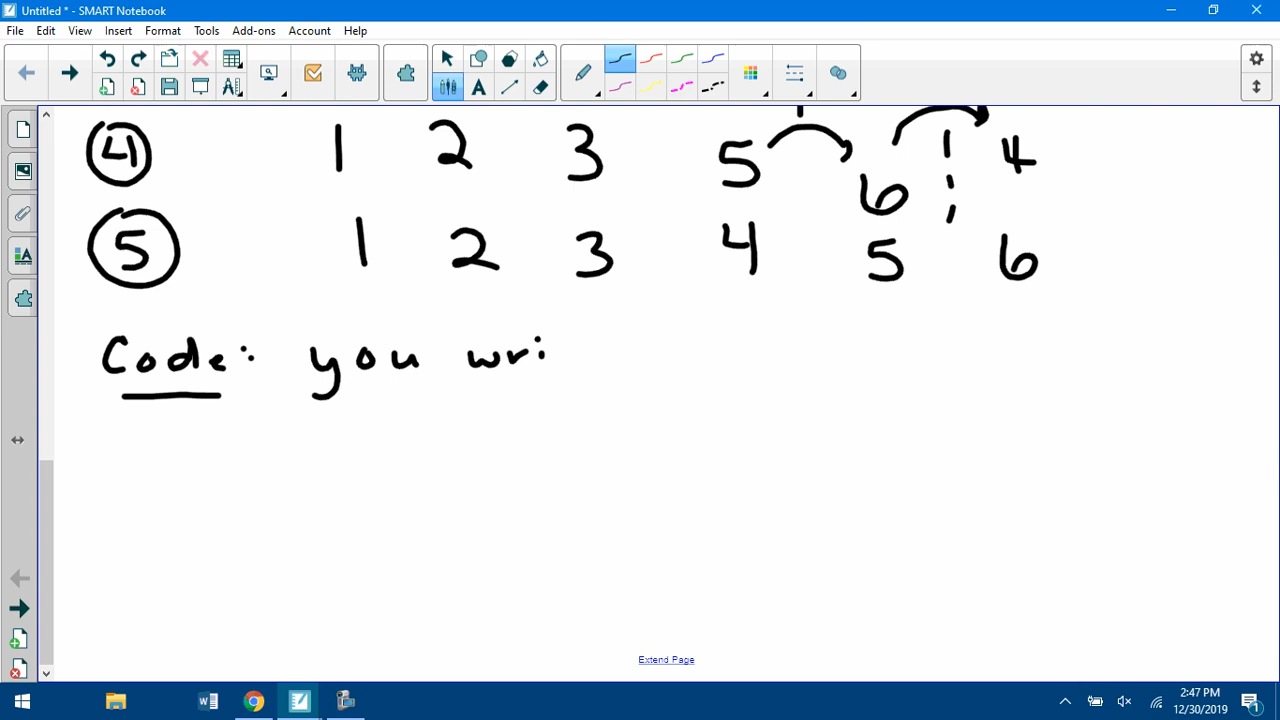 Untitled * - SMART Notebook
File Edit View Insert Format Tools Add-ons Account Help
4 1 2 3 5 6 4
5 1 2 3 4 5 6
Code: you wri
Extend Page
2:47 PM
12/30/2019